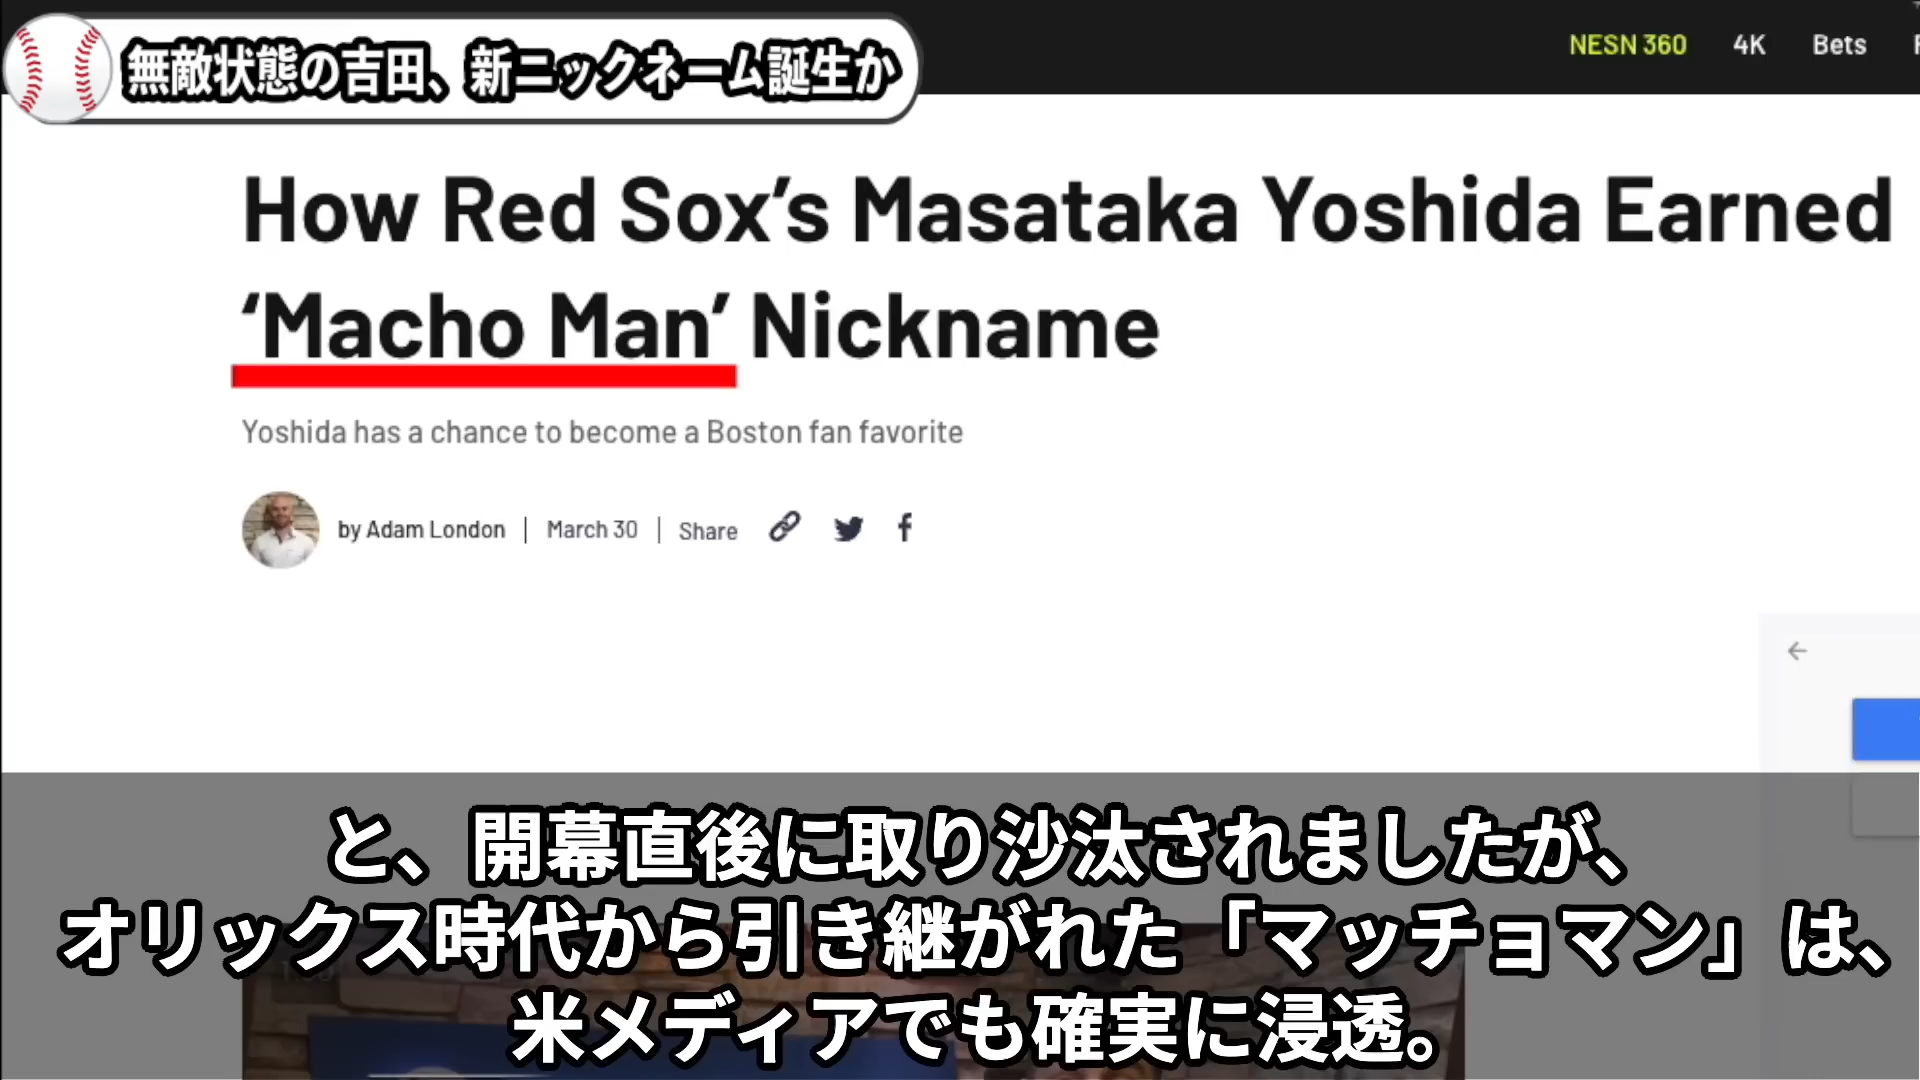 無敵状態の吉田、新ニックネーム誕生か
NESN 360 4K Bets
How Red Sox’s Masataka Yoshida Earned
‘Macho Man’ Nickname
Yoshida has a chance to become a Boston fan favorite
by Adam London | March 30 | Share
と、開幕直後に取り沙汰されましたが、
オリックス時代から引き継がれた「マッチョマン」は、
米メディアでも確実に浸透。